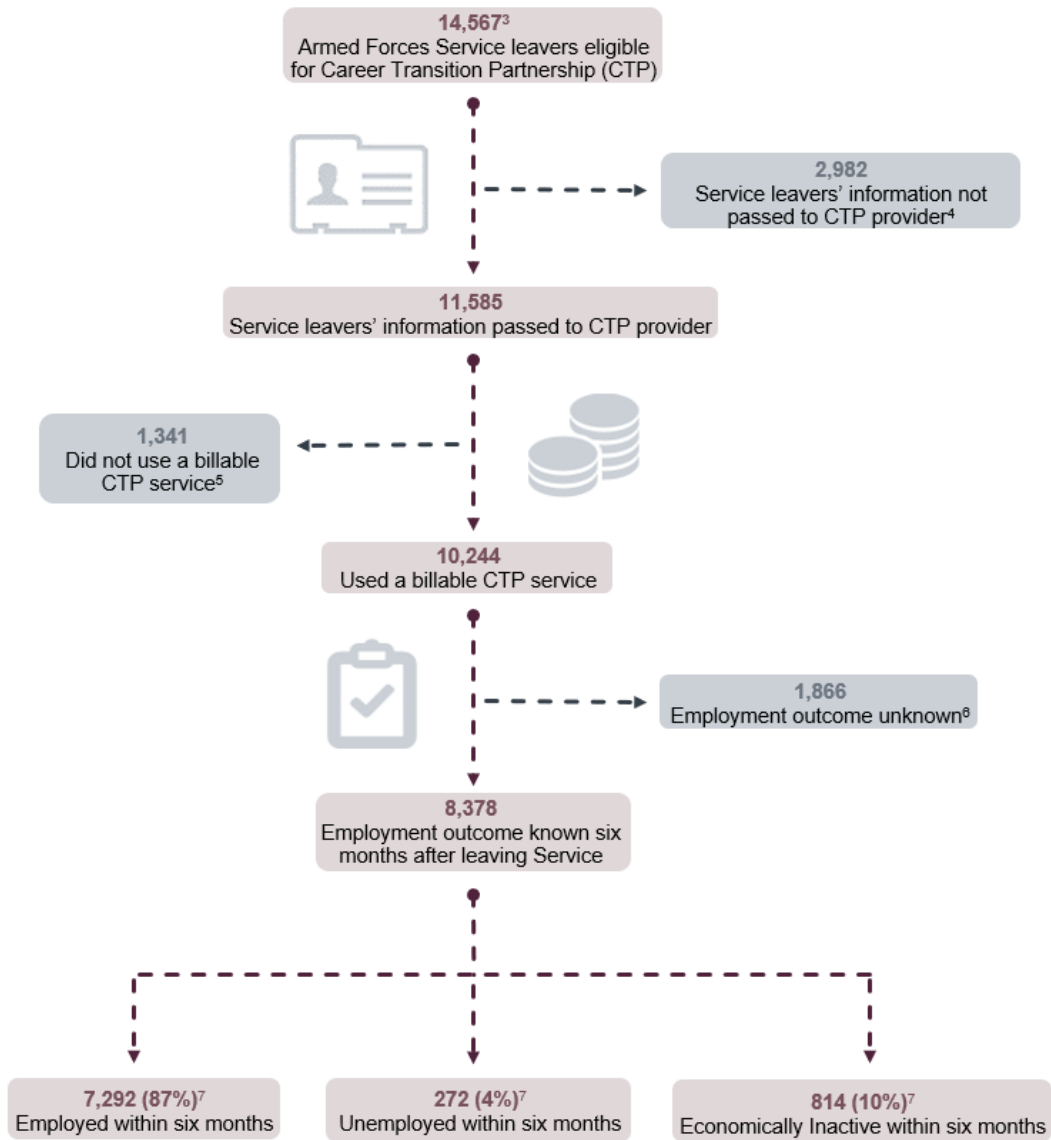 14,567³
Armed Forces Service leavers eligible
for Career Transition Partnership (CTP)
2,982
Service leavers’ information not
passed to CTP provider⁴
11,585
Service leavers’ information passed to CTP provider
1,341
Did not use a billable
CTP service⁵
10,244
Used a billable CTP service
1,866
Employment outcome unknown⁶
8,378
Employment outcome known six
months after leaving Service
7,292 (87%)⁷
Employed within six months
272 (4%)⁷
Unemployed within six months
814 (10%)⁷
Economically Inactive within six months